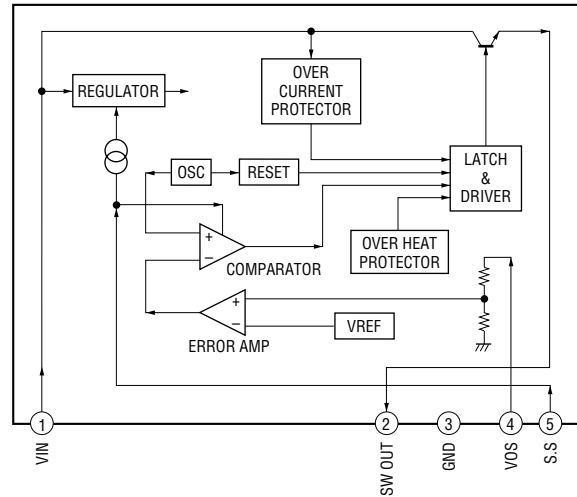 OVER
CURRENT
PROTECTOR
REGULATOR
OSC
RESET
LATCH
&
DRIVER
+
−
COMPARATOR
OVER HEAT
PROTECTOR
+
−
VREF
ERROR AMP
1
2
3
4
5
VIN
SW OUT
GND
VOS
S.S